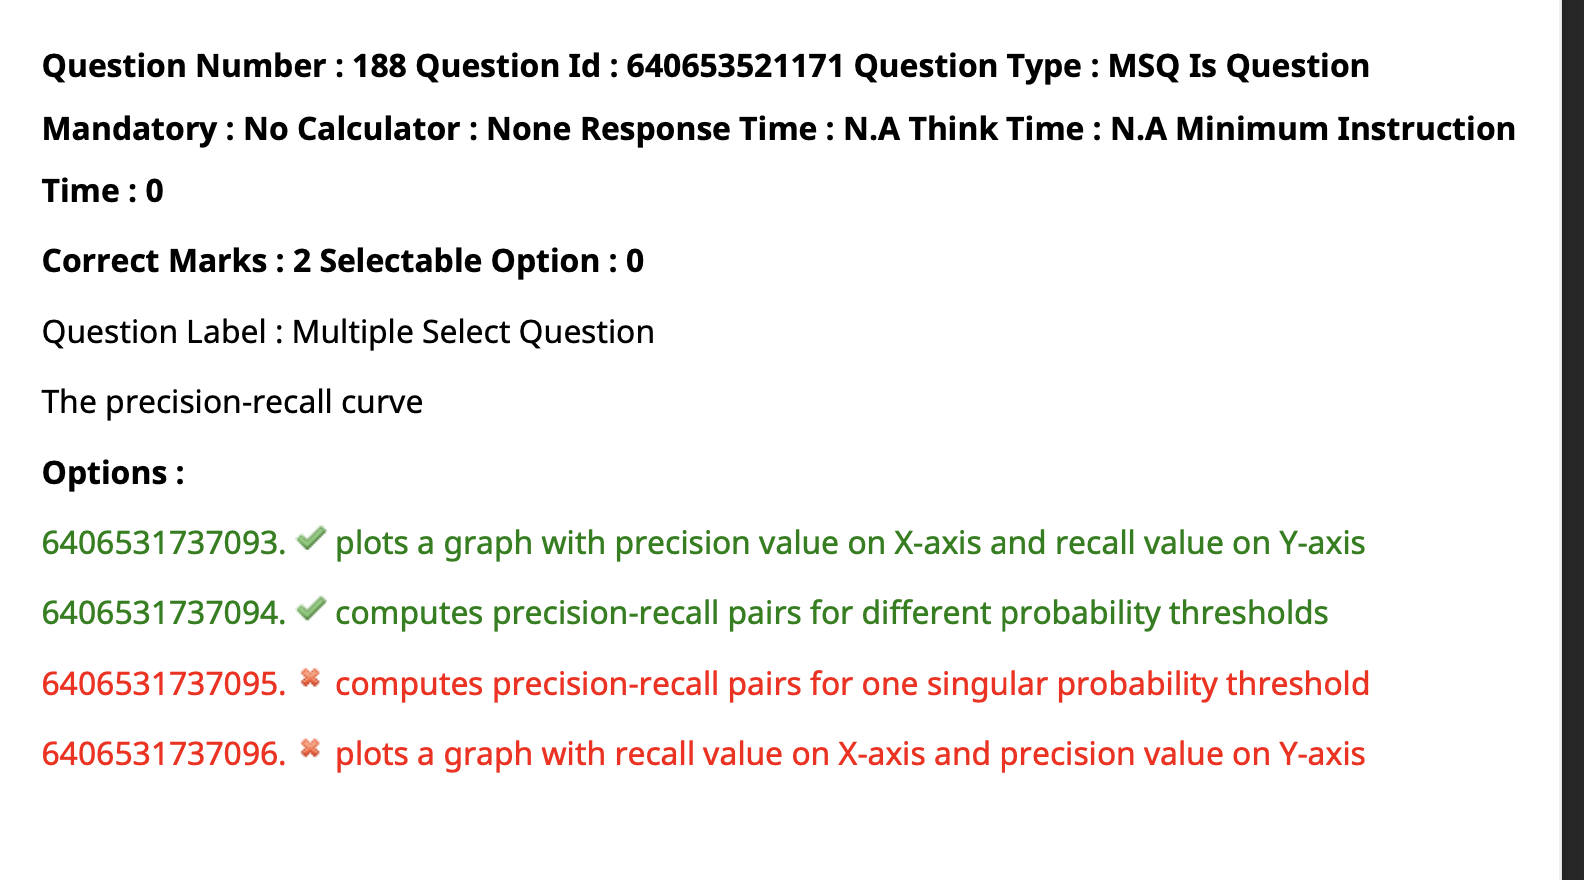 Question Number : 188 Question Id : 640653521171 Question Type : MSQ Is Question
Mandatory : No Calculator : None Response Time : N.A Think Time : N.A Minimum Instruction
Time : 0
Correct Marks : 2 Selectable Option : 0
Question Label : Multiple Select Question
The precision-recall curve
Options :
6406531737093. ✔ plots a graph with precision value on X-axis and recall value on Y-axis
6406531737094. ✔ computes precision-recall pairs for different probability thresholds
6406531737095. ✖ computes precision-recall pairs for one singular probability threshold
6406531737096. ✖ plots a graph with recall value on X-axis and precision value on Y-axis